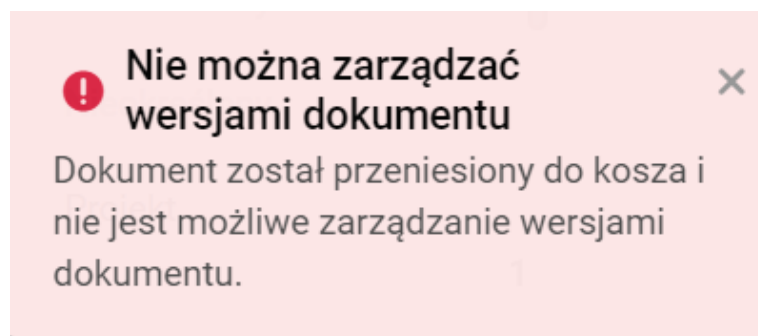 Nie można zarządzać
wersjami dokumentu
Dokument został przeniesiony do kosza i
nie jest możliwe zarządzanie wersjami
dokumentu.